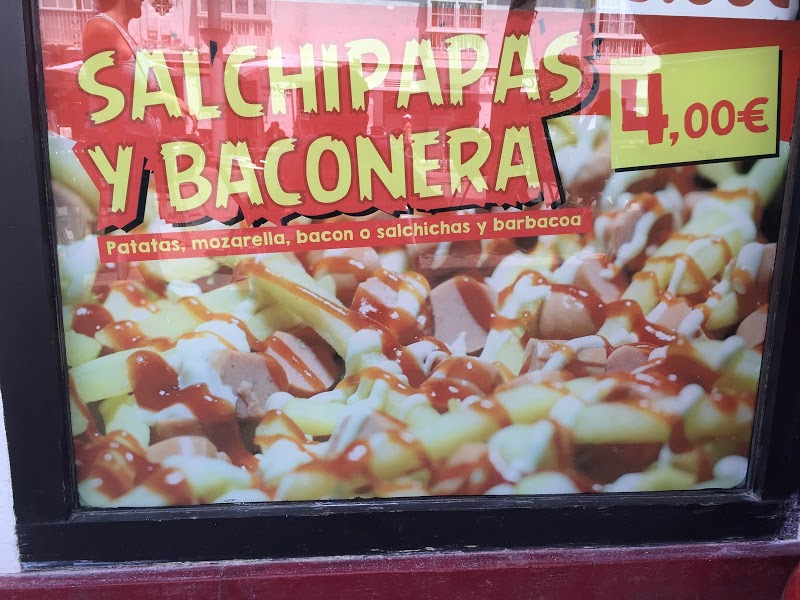 SALCHIPAPAS
Y BACONERA
4,00€
Patatas, mozarella, bacon o salchichas y barbacoa